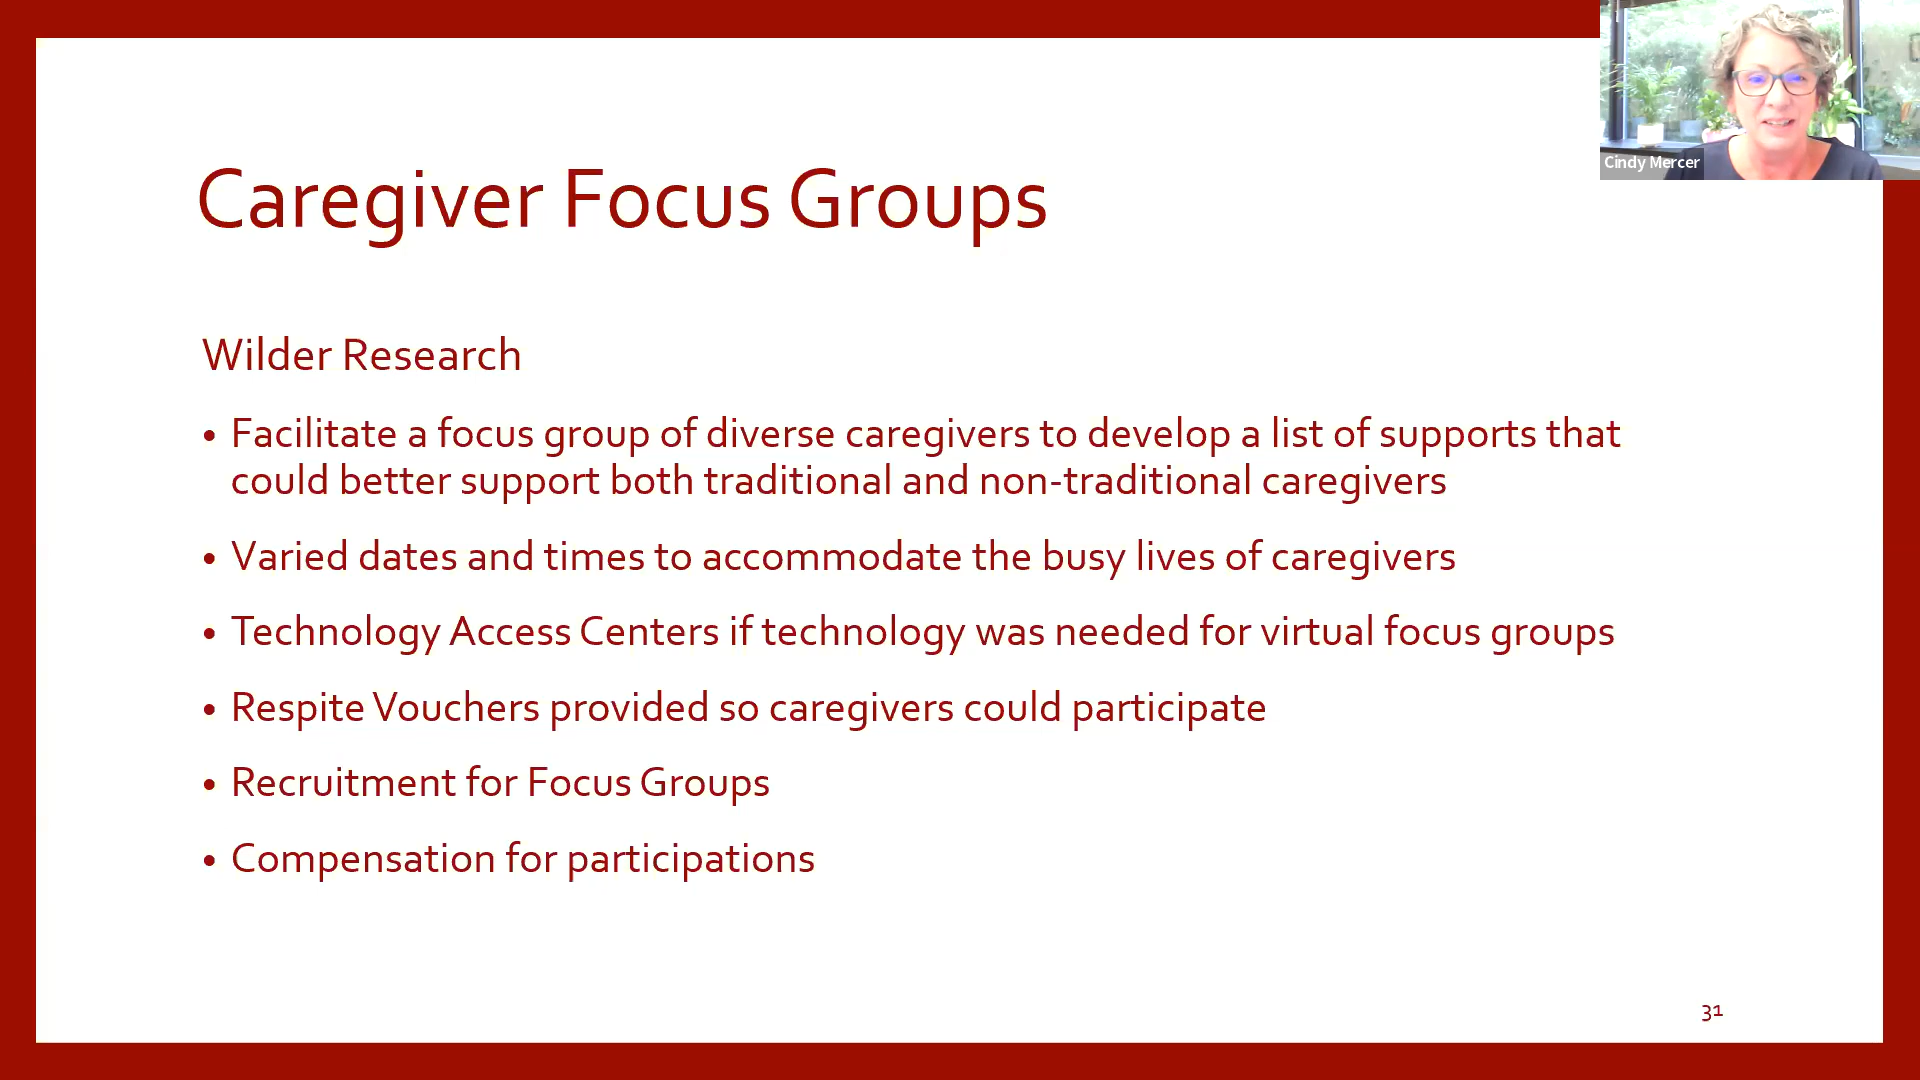 Cindy Mercer
Caregiver Focus Groups
Wilder Research
• Facilitate a focus group of diverse caregivers to develop a list of supports that
could better support both traditional and non-traditional caregivers
• Varied dates and times to accommodate the busy lives of caregivers
• Technology Access Centers if technology was needed for virtual focus groups
• Respite Vouchers provided so caregivers could participate
• Recruitment for Focus Groups
• Compensation for participations
31